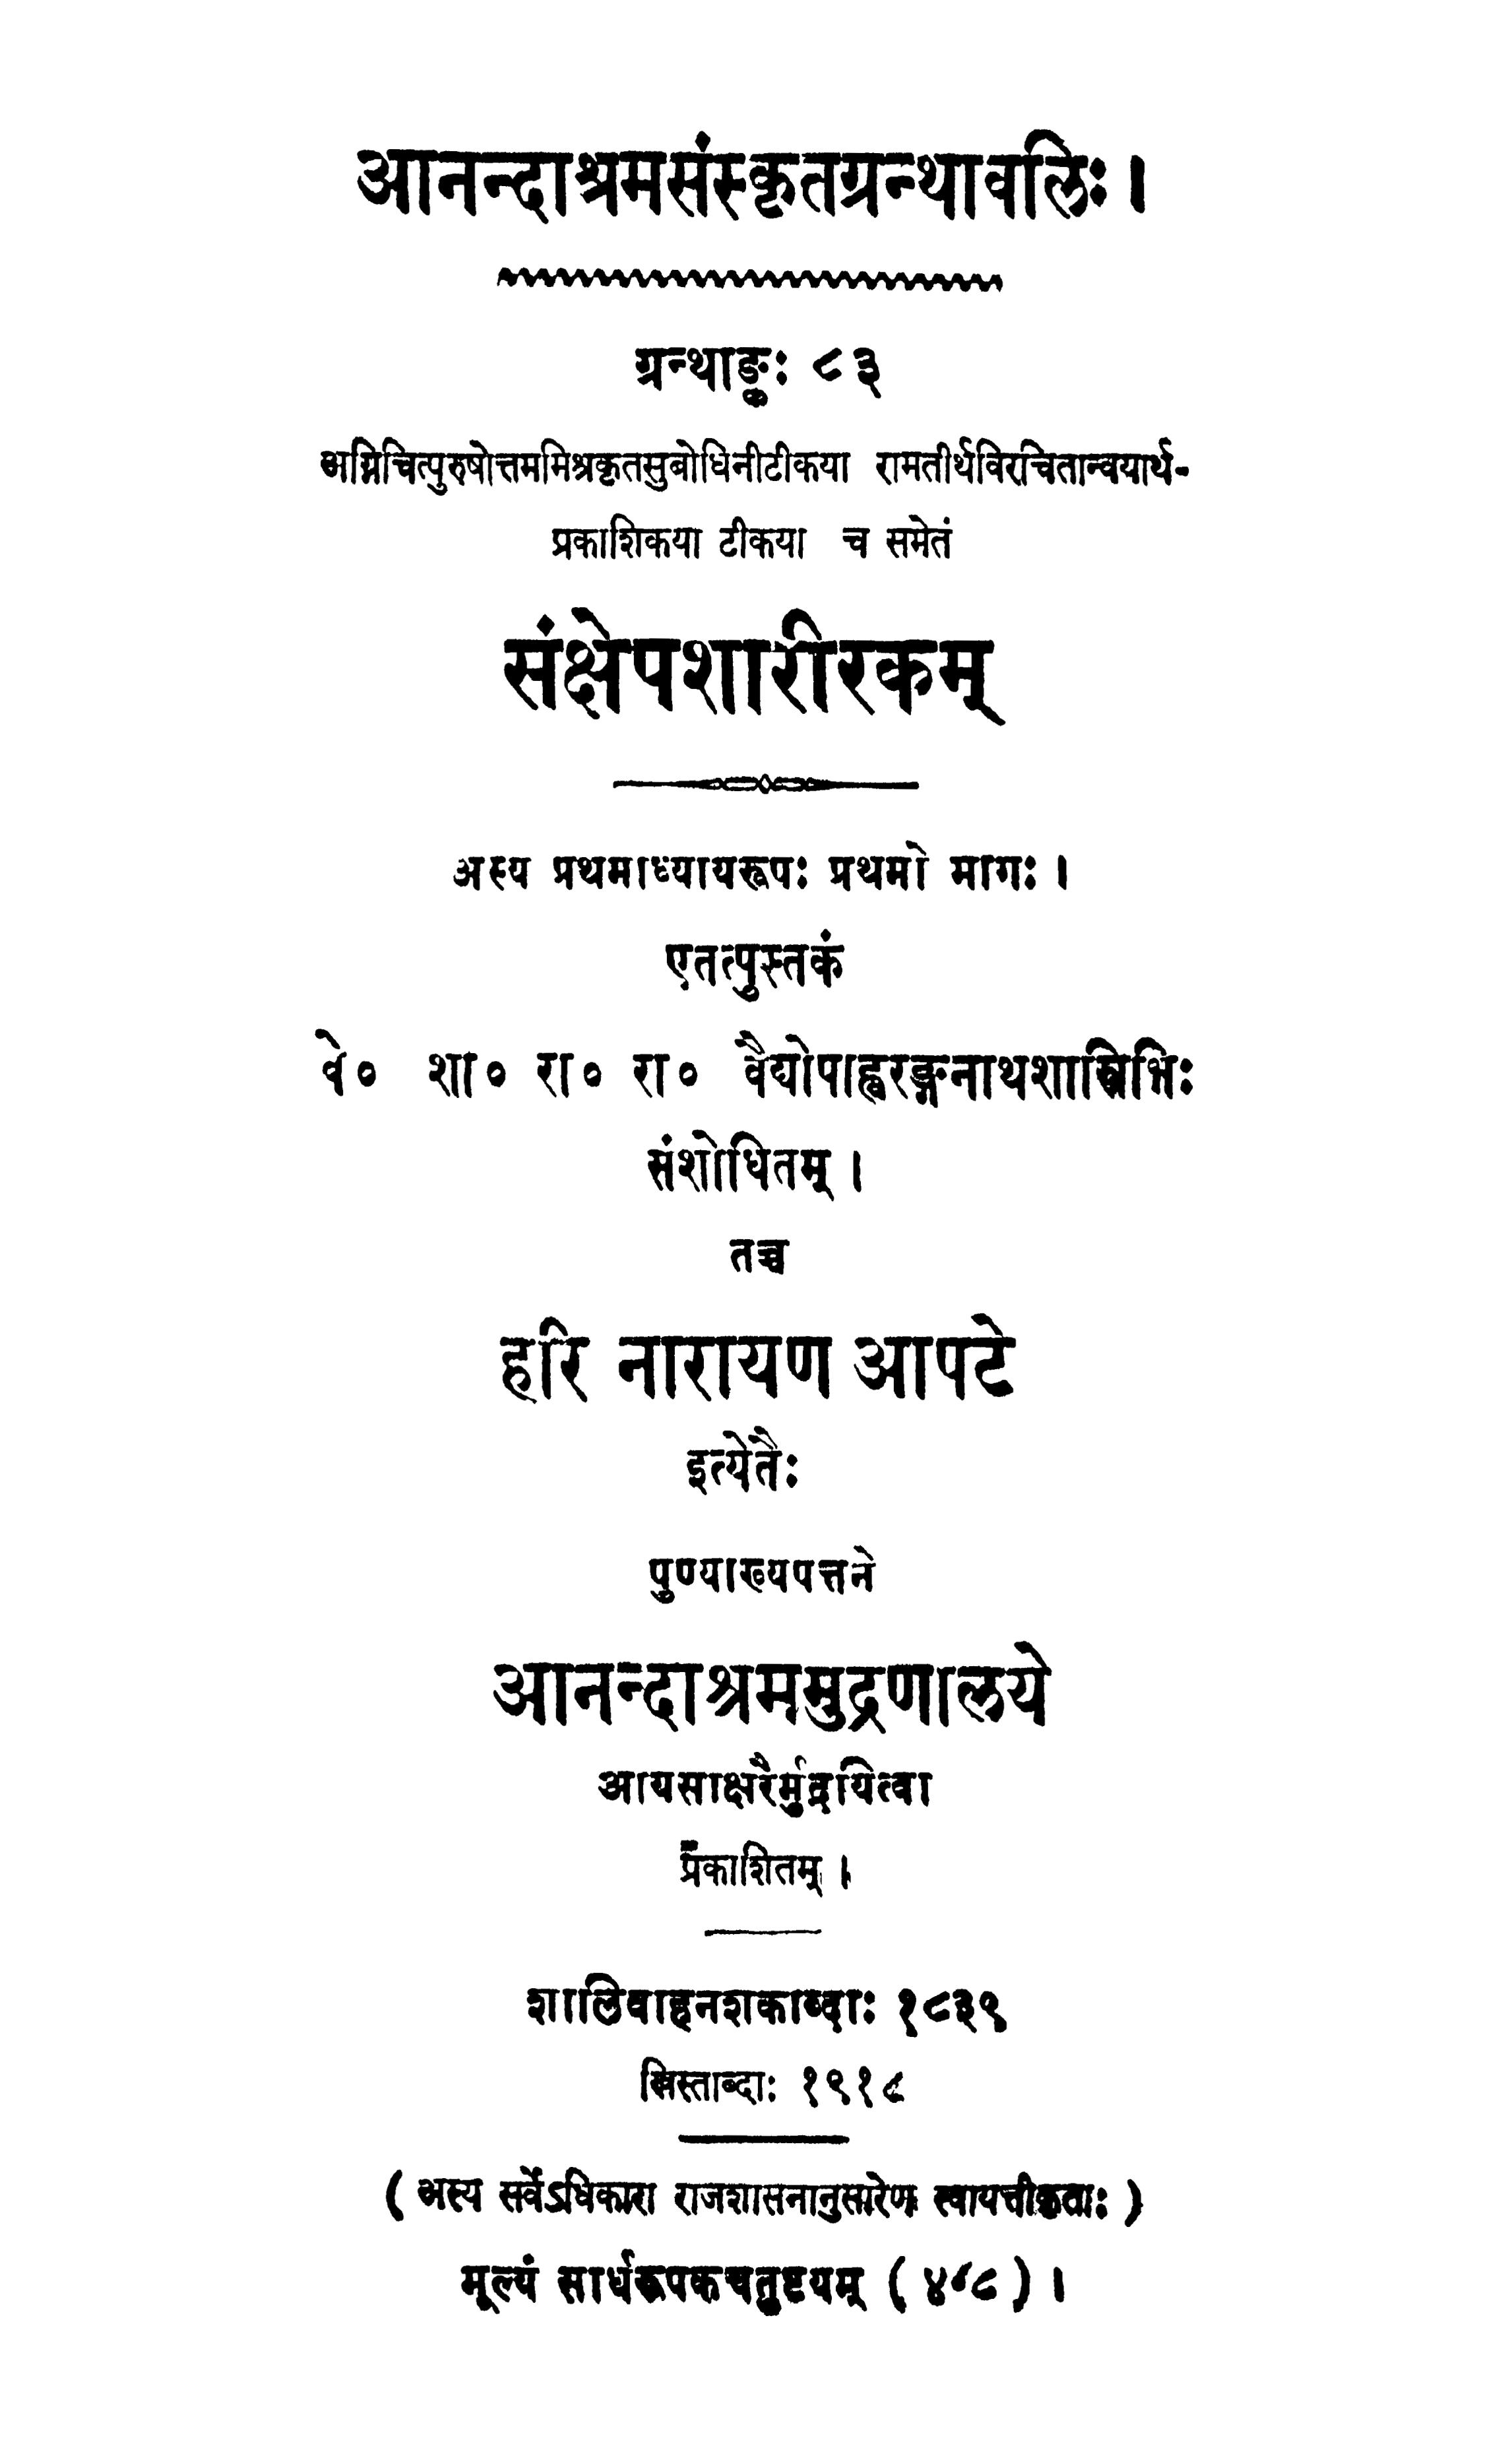 आनन्दाश्रमसंस्कृतग्रन्थावलिः ।
ग्रन्थाङ्कः ८३
अग्निचित्पुरुषोत्तममिश्रकृतसुबोधिनीटीकया रामतीर्थविरचितान्वयार्थ-
प्रकाशिकया टीकया च समेतं
संक्षेपशारीरकम्
अस्य प्रथमाध्यायरूपः प्रथमो भागः ।
एतत्पुस्तकं
वे० शा० रा० रा० वैद्योपाह्वरङ्गनाथशास्त्रिभिः
संशोधितम् ।
तच्च
हरि नारायण आपटे
इत्येतैः
पुण्याख्यपत्तने
आनन्दाश्रममुद्रणालये
आयसाक्षरैर्मुद्रयित्वा
प्रकाशितम् ।
शालिवाहनशकाब्दाः १८३९
ख्रिस्ताब्दाः १९१८
( अस्य सर्वेऽधिकारा राजशासनानुसारेण स्वायत्तीकृताः )
मूल्यं सार्धरूपकचतुष्टयम् ( ४८८ ) ।